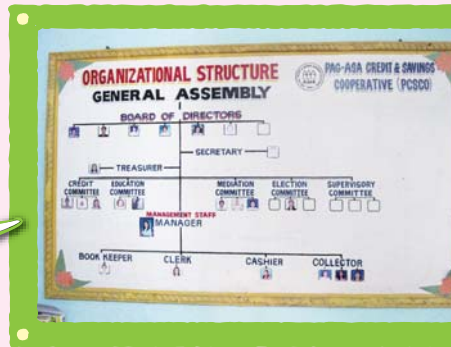 ORGANIZATIONAL STRUCTURE
GENERAL ASSEMBLY
PAG-ASA CREDIT & SAVINGS
COOPERATIVE (PCSCO)
BOARD OF DIRECTORS
SECRETARY
TREASURER
CREDIT COMMITTEE
EDUCATION COMMITTEE
MEDIATION COMMITTEE
ELECTION COMMITTEE
SUPERVISORY COMMITTEE
MANAGEMENT STAFF
MANAGER
BOOK KEEPER
CLERK
CASHIER
COLLECTOR